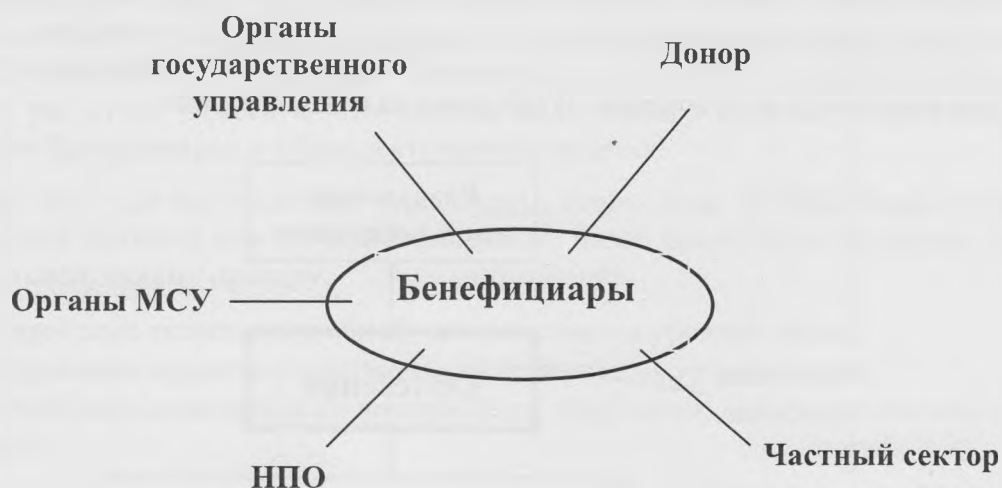 Органы
государственного
управления
Донор
Бенефициары
Органы МСУ
НПО
Частный сектор